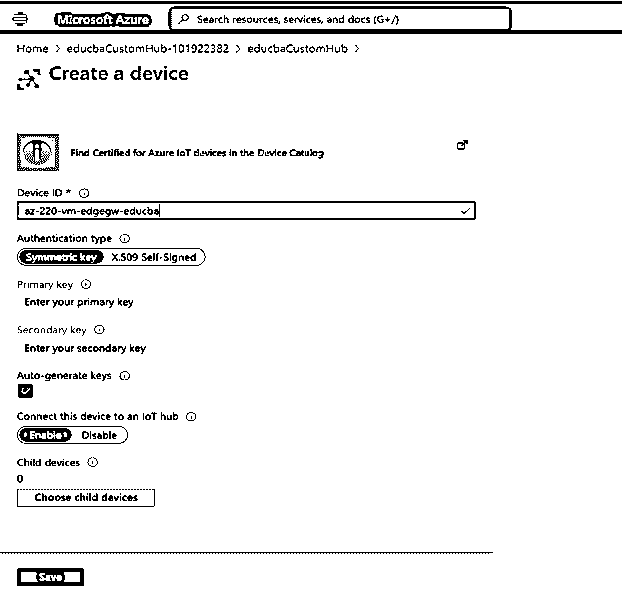 Microsoft Azure
Search resources, services, and docs (G+/)
Home > educbaCustomHub-101922382 > educbaCustomHub >
Create a device
Find Certified for Azure IoT devices in the Device Catalog
Device ID *
az-220-vm-edgegw-educba
Authentication type
Symmetric key X.509 Self-Signed
Primary key
Enter your primary key
Secondary key
Enter your secondary key
Auto-generate keys
Connect this device to an IoT hub
Enable Disable
Child devices
0
Choose child devices
Save